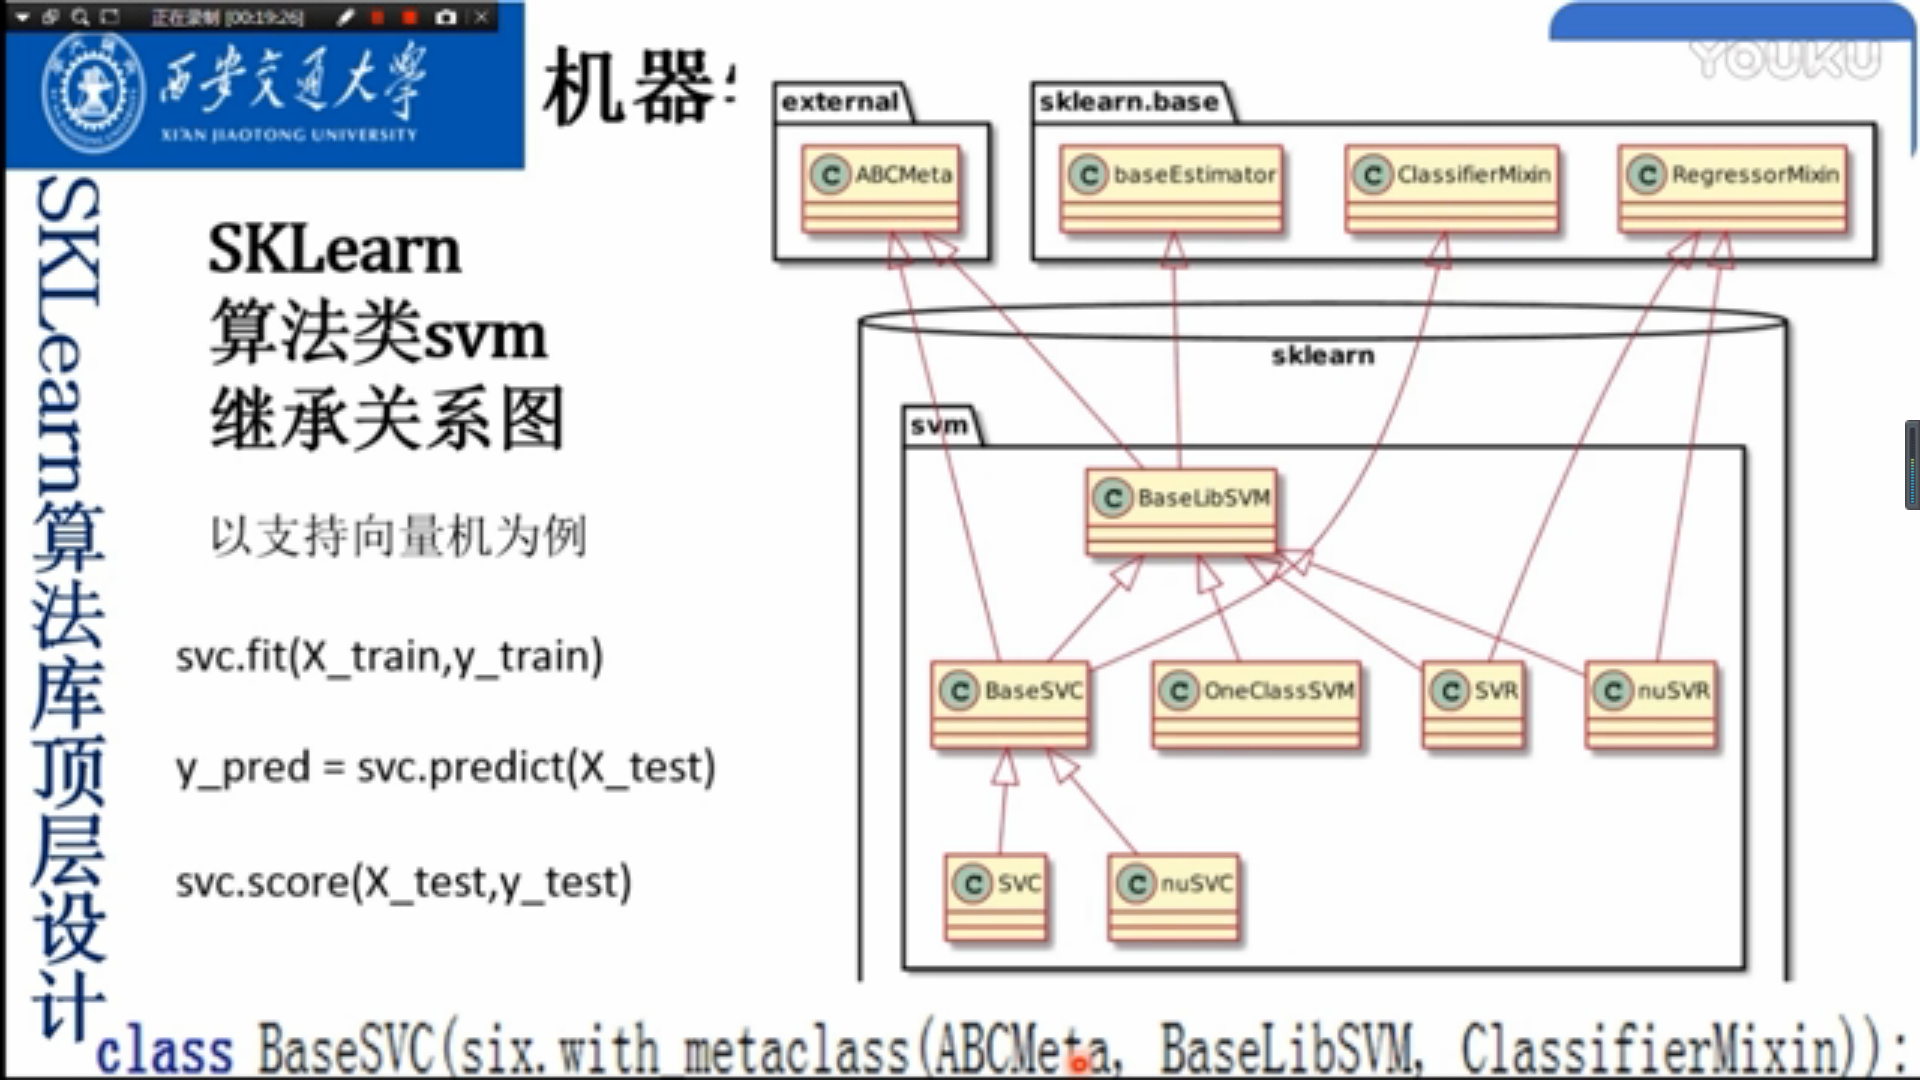 正在录制 [00:19:26]
西安交通大学
XI'AN JIAOTONG UNIVERSITY
机器
YOUKU
SKLearn算法库顶层设计
SKLearn
算法类svm
继承关系图
以支持向量机为例
svc.fit(X_train,y_train)
y_pred = svc.predict(X_test)
svc.score(X_test,y_test)
external
C ABCMeta
sklearn.base
C baseEstimator
C ClassifierMixin
C RegressorMixin
sklearn
svm
C BaseLibSVM
C BaseSVC
C OneClassSVM
C SVR
C nuSVR
C SVC
C nuSVC
class BaseSVC(six.with_metaclass(ABCMeta, BaseLibSVM, ClassifierMixin)):